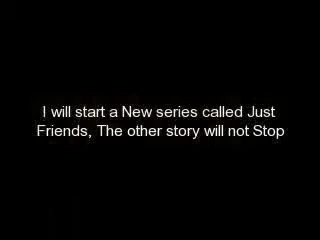 I will start a New series called Just
Friends, The other story will not Stop